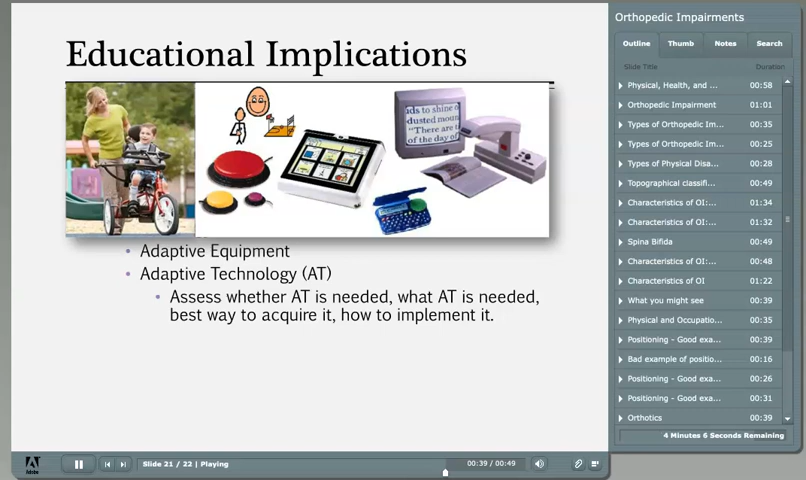 Educational Implications
ds to shine o
dusted moun
"There are t
of the day of
• Adaptive Equipment
• Adaptive Technology (AT)
• Assess whether AT is needed, what AT is needed,
best way to acquire it, how to implement it.
Orthopedic Impairments
Outline Thumb Notes Search
Slide Title Duration
Physical, Health, and ... 00:58
Orthopedic Impairment 01:01
Types of Orthopedic Im... 00:35
Types of Orthopedic Im... 00:25
Types of Physical Disa... 00:28
Topographical classifi... 00:49
Characteristics of OI:... 01:34
Characteristics of OI:... 01:32
Spina Bifida 00:49
Characteristics of OI:... 00:48
Characteristics of OI 01:22
What you might see 00:39
Physical and Occupatio... 00:35
Positioning - Good exa... 00:39
Bad example of positio... 00:16
Positioning - Good exa... 00:26
Positioning - Good exa... 00:31
Orthotics 00:39
4 Minutes 6 Seconds Remaining
Adobe
Slide 21 / 22 | Playing
00:39 / 00:49